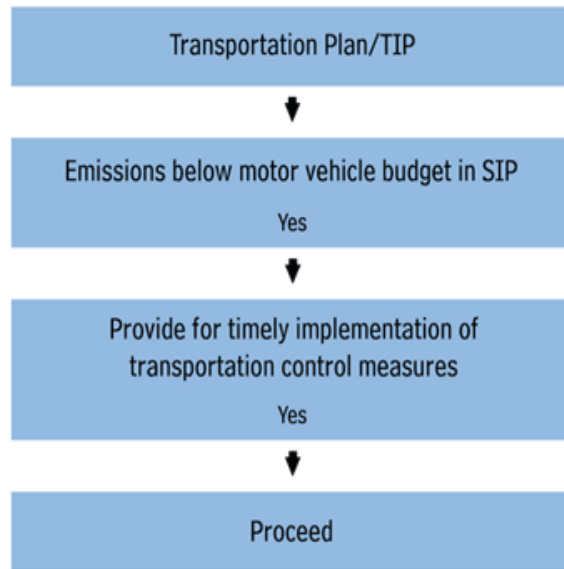 Transportation Plan/TIP
Emissions below motor vehicle budget in SIP
Yes
Provide for timely implementation of
transportation control measures
Yes
Proceed